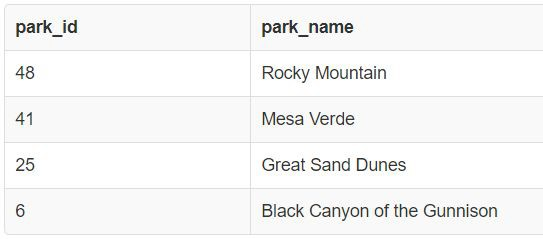 park_id park_name
48 Rocky Mountain
41 Mesa Verde
25 Great Sand Dunes
6 Black Canyon of the Gunnison